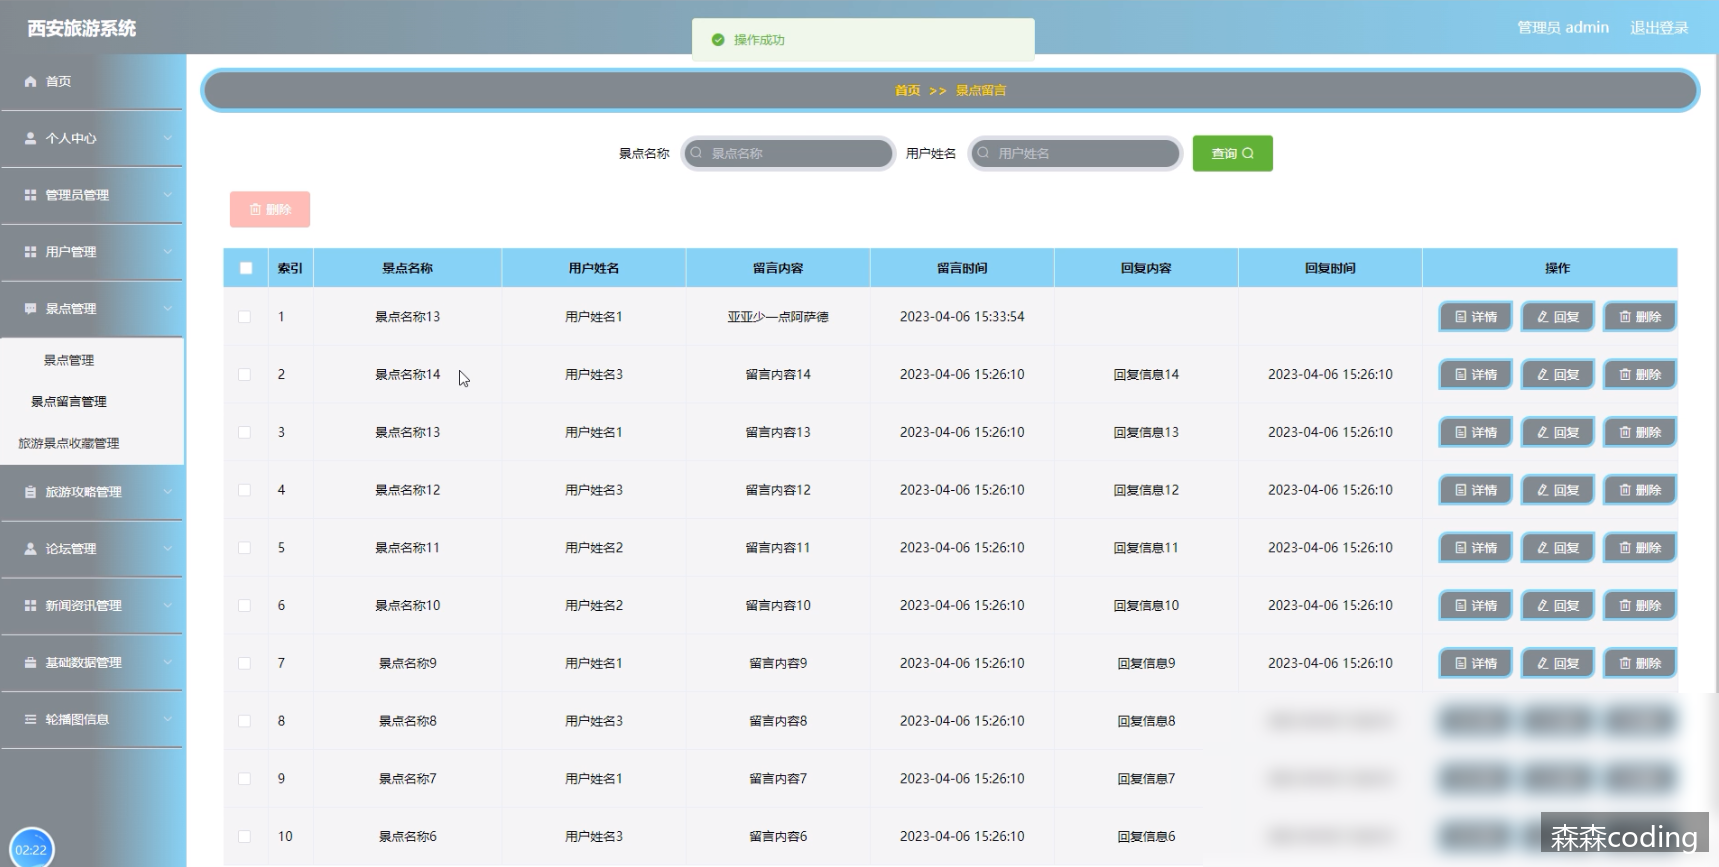 西安旅游系统
操作成功
管理员 admin 退出登录
首页
首页 >> 景点留言
个人中心
景点名称 景点名称 用户姓名 用户姓名 查询
管理员管理
删除
用户管理
索引 景点名称 用户姓名 留言内容 留言时间 回复内容 回复时间 操作
景点管理
1 景点名称13 用户姓名1 亚亚少一点阿萨德 2023-04-06 15:33:54 详情 回复 删除
景点管理
2 景点名称14 用户姓名3 留言内容14 2023-04-06 15:26:10 回复信息14 2023-04-06 15:26:10 详情 回复 删除
景点留言管理
3 景点名称13 用户姓名1 留言内容13 2023-04-06 15:26:10 回复信息13 2023-04-06 15:26:10 详情 回复 删除
旅游景点收藏管理
4 景点名称12 用户姓名3 留言内容12 2023-04-06 15:26:10 回复信息12 2023-04-06 15:26:10 详情 回复 删除
旅游攻略管理
5 景点名称11 用户姓名2 留言内容11 2023-04-06 15:26:10 回复信息11 2023-04-06 15:26:10 详情 回复 删除
论坛管理
6 景点名称10 用户姓名2 留言内容10 2023-04-06 15:26:10 回复信息10 2023-04-06 15:26:10 详情 回复 删除
新闻资讯管理
7 景点名称9 用户姓名1 留言内容9 2023-04-06 15:26:10 回复信息9 2023-04-06 15:26:10 详情 回复 删除
基础数据管理
8 景点名称8 用户姓名3 留言内容8 2023-04-06 15:26:10 回复信息8
轮播图信息
9 景点名称7 用户姓名1 留言内容7 2023-04-06 15:26:10 回复信息7
10 景点名称6 用户姓名3 留言内容6 2023-04-06 15:26:10 回复信息6
02:22
森森coding